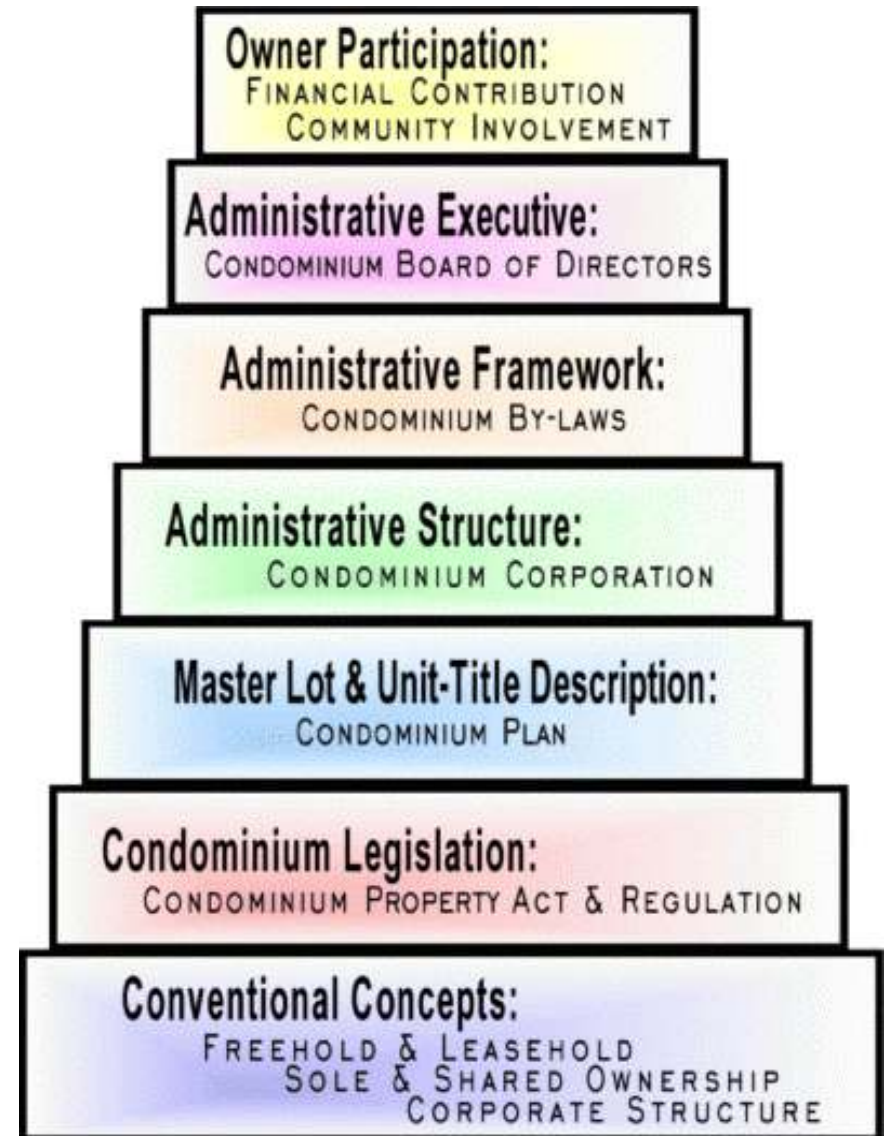 Owner Participation:
FINANCIAL CONTRIBUTION
COMMUNITY INVOLVEMENT
Administrative Executive:
CONDOMINIUM BOARD OF DIRECTORS
Administrative Framework:
CONDOMINIUM BY-LAWS
Administrative Structure:
CONDOMINIUM CORPORATION
Master Lot & Unit-Title Description:
CONDOMINIUM PLAN
Condominium Legislation:
CONDOMINIUM PROPERTY ACT & REGULATION
Conventional Concepts:
FREEHOLD & LEASEHOLD
SOLE & SHARED OWNERSHIP
CORPORATE STRUCTURE